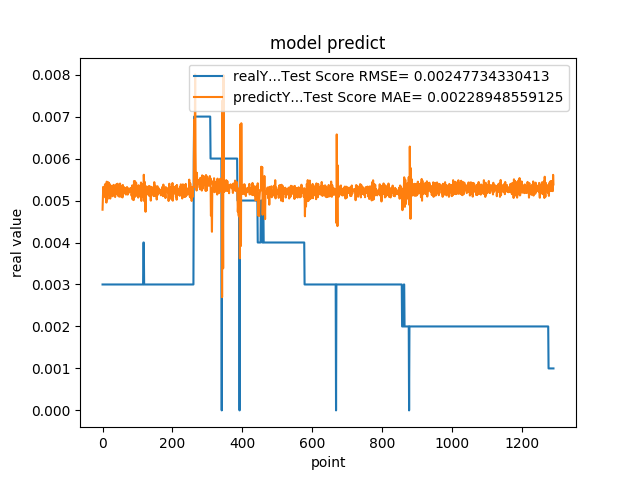 model predict
realY...Test Score RMSE= 0.00247734330413
predictY...Test Score MAE= 0.00228948559125
0.008
0.007
0.006
0.005
0.004
0.003
0.002
0.001
0.000
real value
0 200 400 600 800 1000 1200
point